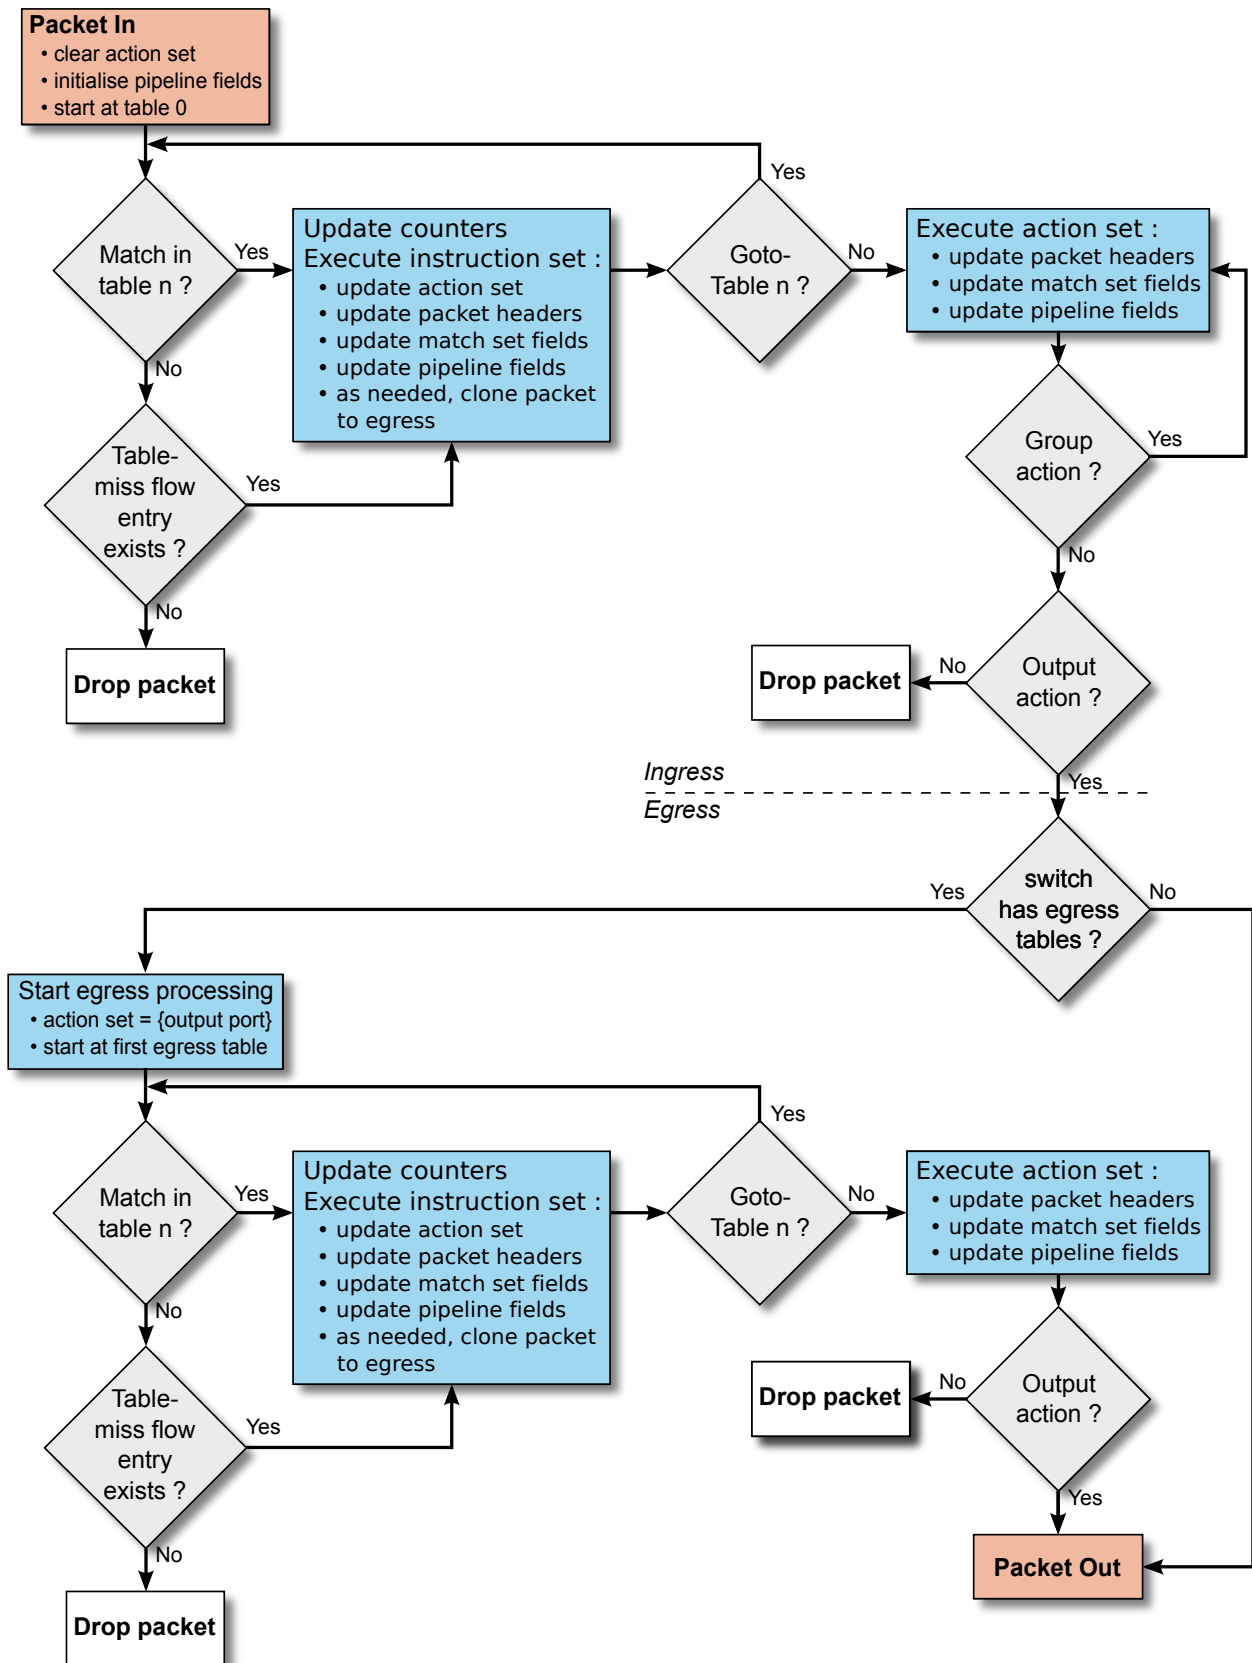 Packet In
• clear action set
• initialise pipeline fields
• start at table 0
Yes
Match in
table n ?
Yes
Update counters
Execute instruction set :
• update action set
• update packet headers
• update match set fields
• update pipeline fields
• as needed, clone packet
to egress
Goto-
Table n ?
No
Execute action set :
• update packet headers
• update match set fields
• update pipeline fields
No
Group
action ?
Yes
Table-
miss flow
entry
exists ?
Yes
No
No
Drop packet
Output
action ?
No
Drop packet
Ingress
Yes
Egress
switch
has egress
tables ?
Yes
No
Start egress processing
• action set = {output port}
• start at first egress table
Yes
Match in
table n ?
Yes
Update counters
Execute instruction set :
• update action set
• update packet headers
• update match set fields
• update pipeline fields
• as needed, clone packet
to egress
Goto-
Table n ?
No
Execute action set :
• update packet headers
• update match set fields
• update pipeline fields
No
Table-
miss flow
entry
exists ?
Yes
Output
action ?
No
Drop packet
Yes
No
Packet Out
Drop packet